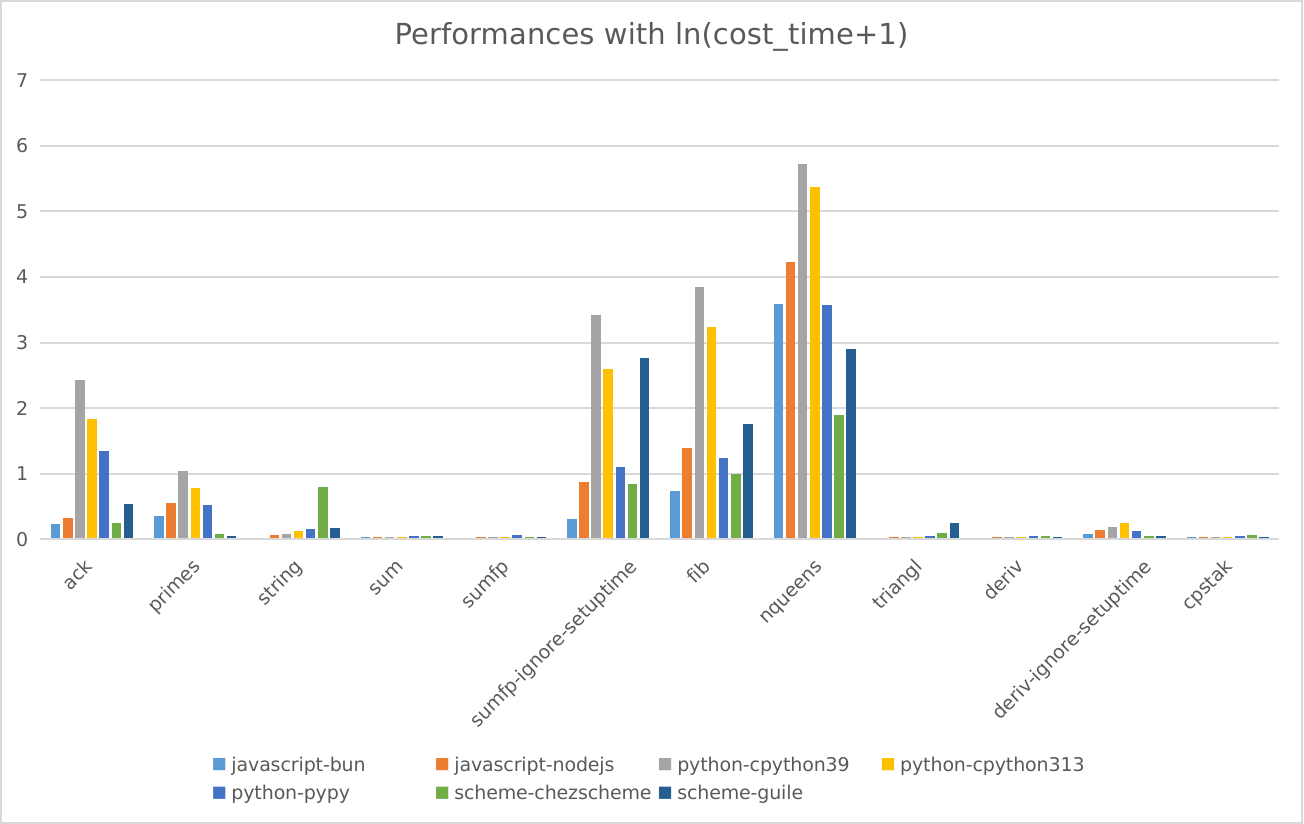 Performances with ln(cost_time+1)
7
6
5
4
3
2
1
0
ack
primes
string
sum
sumfp
sumfp-ignore-setuptime
fib
nqueens
triangl
deriv
deriv-ignore-setuptime
cpstak
javascript-bun javascript-nodejs python-cpython39 python-cpython313
python-pypy scheme-chezscheme scheme-guile